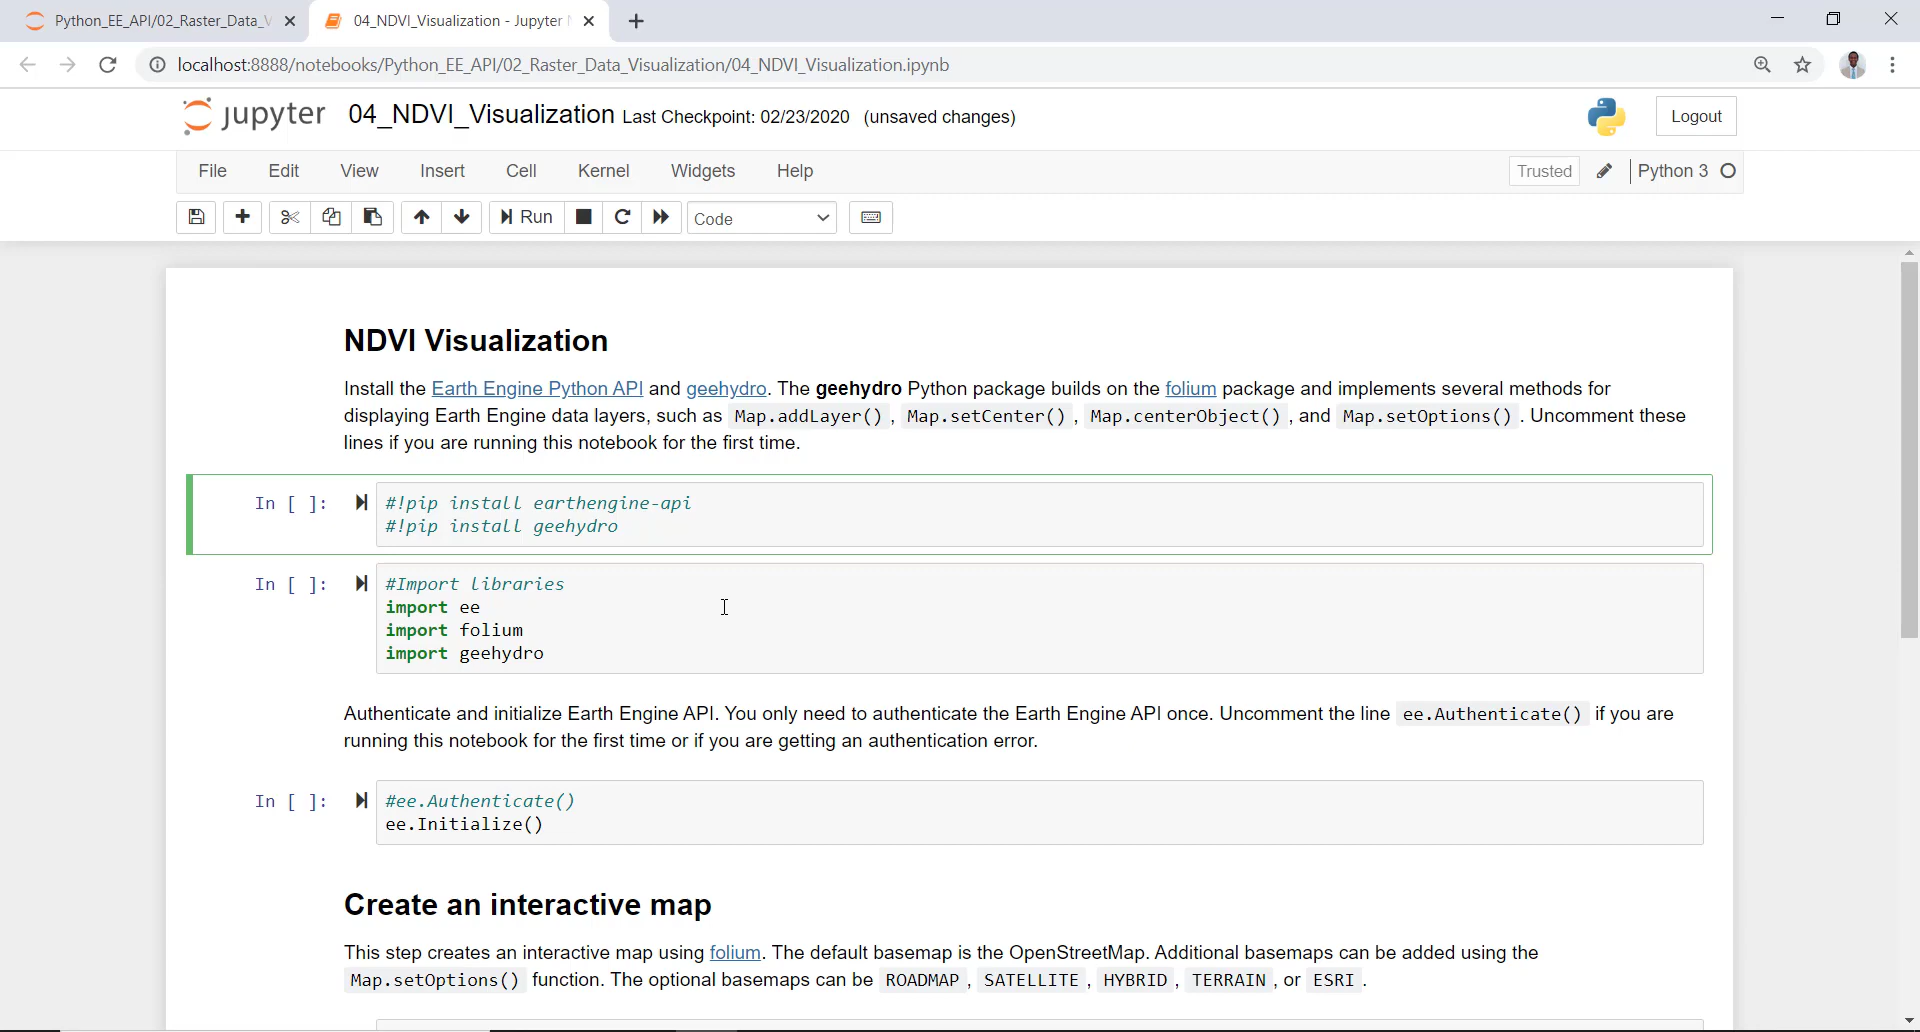 Python_EE_API/02_Raster_Data_V
04_NDVI_Visualization - Jupyter
localhost:8888/notebooks/Python_EE_API/02_Raster_Data_Visualization/04_NDVI_Visualization.ipynb
jupyter 04_NDVI_Visualization Last Checkpoint: 02/23/2020 (unsaved changes)
Logout
File Edit View Insert Cell Kernel Widgets Help
Trusted Python 3
Run Code
NDVI Visualization
Install the Earth Engine Python API and geehydro. The geehydro Python package builds on the folium package and implements several methods for
displaying Earth Engine data layers, such as Map.addLayer() , Map.setCenter() , Map.centerObject() , and Map.setOptions() . Uncomment these
lines if you are running this notebook for the first time.
In [ ]: #!pip install earthengine-api
#!pip install geehydro
In [ ]: #Import libraries
import ee
import folium
import geehydro
Authenticate and initialize Earth Engine API. You only need to authenticate the Earth Engine API once. Uncomment the line ee.Authenticate() if you are
running this notebook for the first time or if you are getting an authentication error.
In [ ]: #ee.Authenticate()
ee.Initialize()
Create an interactive map
This step creates an interactive map using folium. The default basemap is the OpenStreetMap. Additional basemaps can be added using the
Map.setOptions() function. The optional basemaps can be ROADMAP , SATELLITE , HYBRID , TERRAIN , or ESRI .